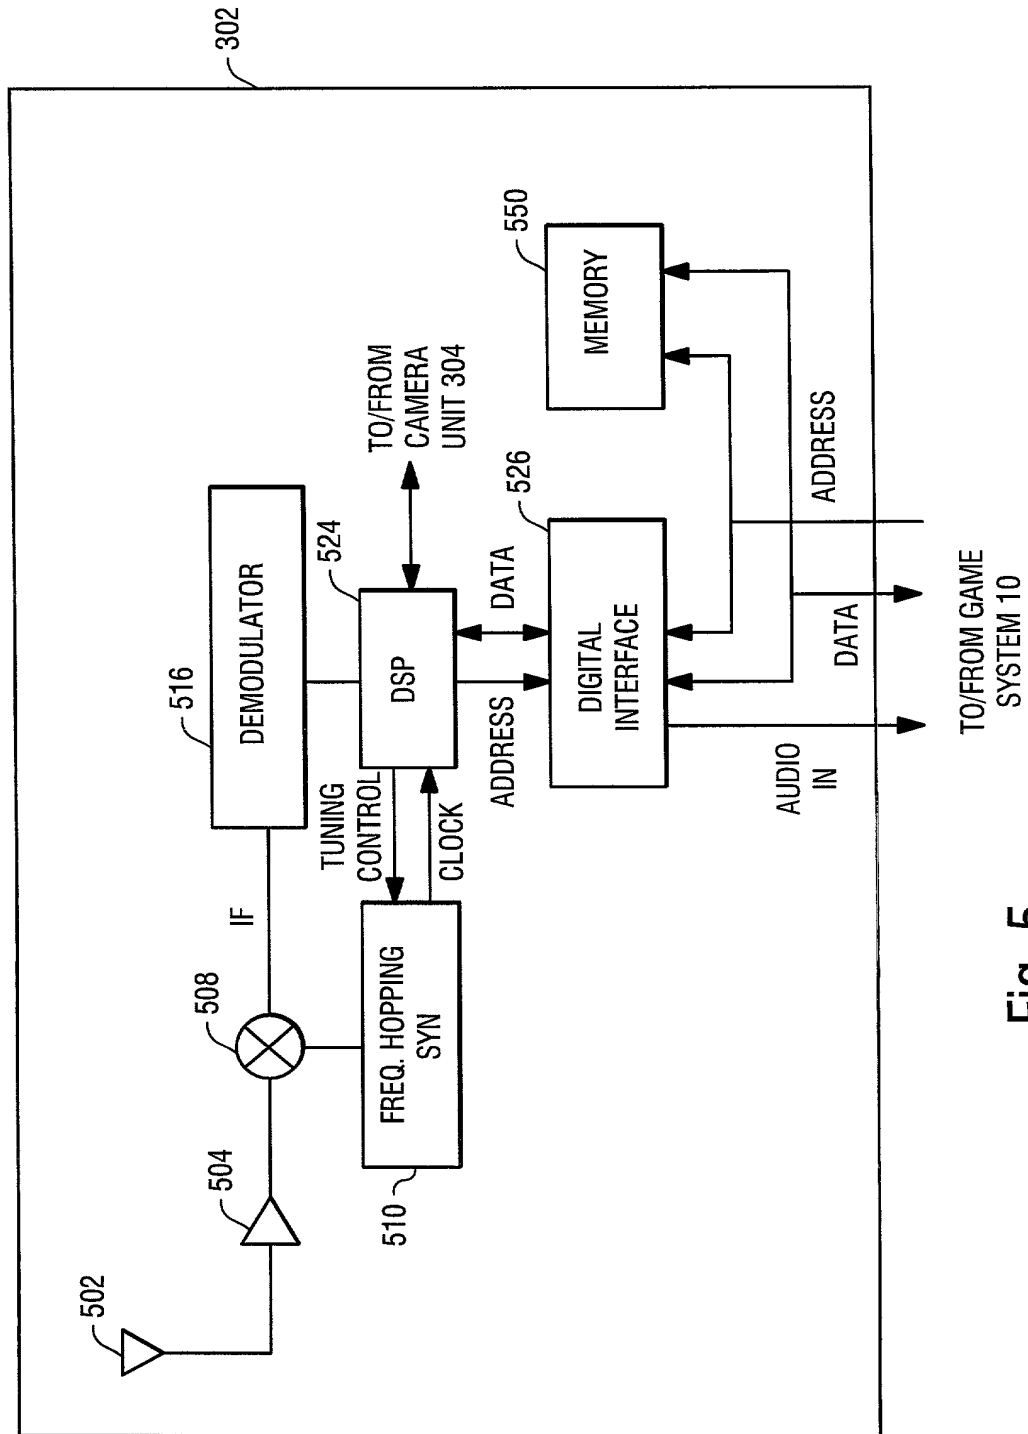 302
502
504
508
IF
516
DEMODULATOR
510
FREQ. HOPPING
SYN
TUNING
CONTROL
CLOCK
524
DSP
TO/FROM
CAMERA
UNIT 304
ADDRESS
DATA
526
DIGITAL
INTERFACE
550
MEMORY
AUDIO
IN
DATA
ADDRESS
TO/FROM GAME
SYSTEM 10
Fig. 5